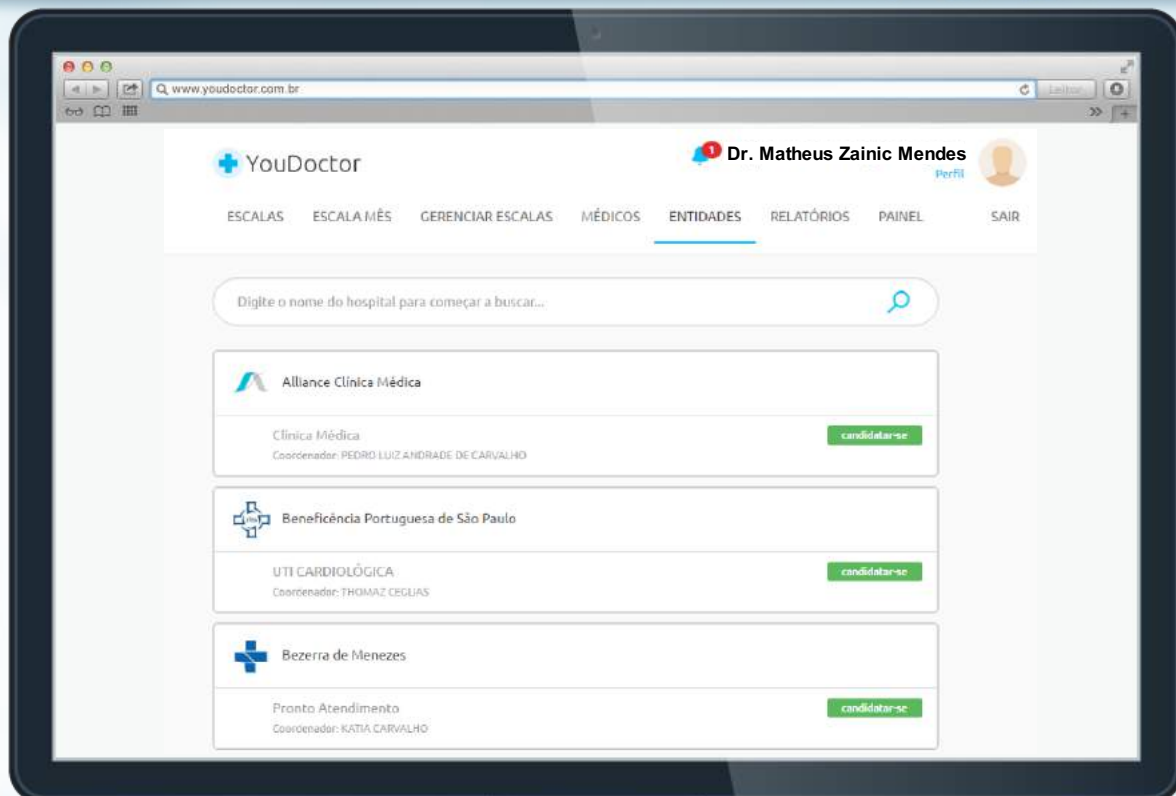 www.youdoctor.com.br
Leitor
YouDoctor
1
Dr. Matheus Zainic Mendes
Perfil
ESCALAS ESCALA MÊS GERENCIAR ESCALAS MÉDICOS ENTIDADES RELATÓRIOS PAINEL SAIR
Digite o nome do hospital para começar a buscar...
Alliance Clínica Médica
Clínica Médica
candidatar-se
Coordenador: PEDRO LUIZ ANDRADE DE CARVALHO
Beneficência Portuguesa de São Paulo
UTI CARDIOLÓGICA
candidatar-se
Coordenador: THOMAZ CEGLIAS
Bezerra de Menezes
Pronto Atendimento
candidatar-se
Coordenador: KATIA CARVALHO